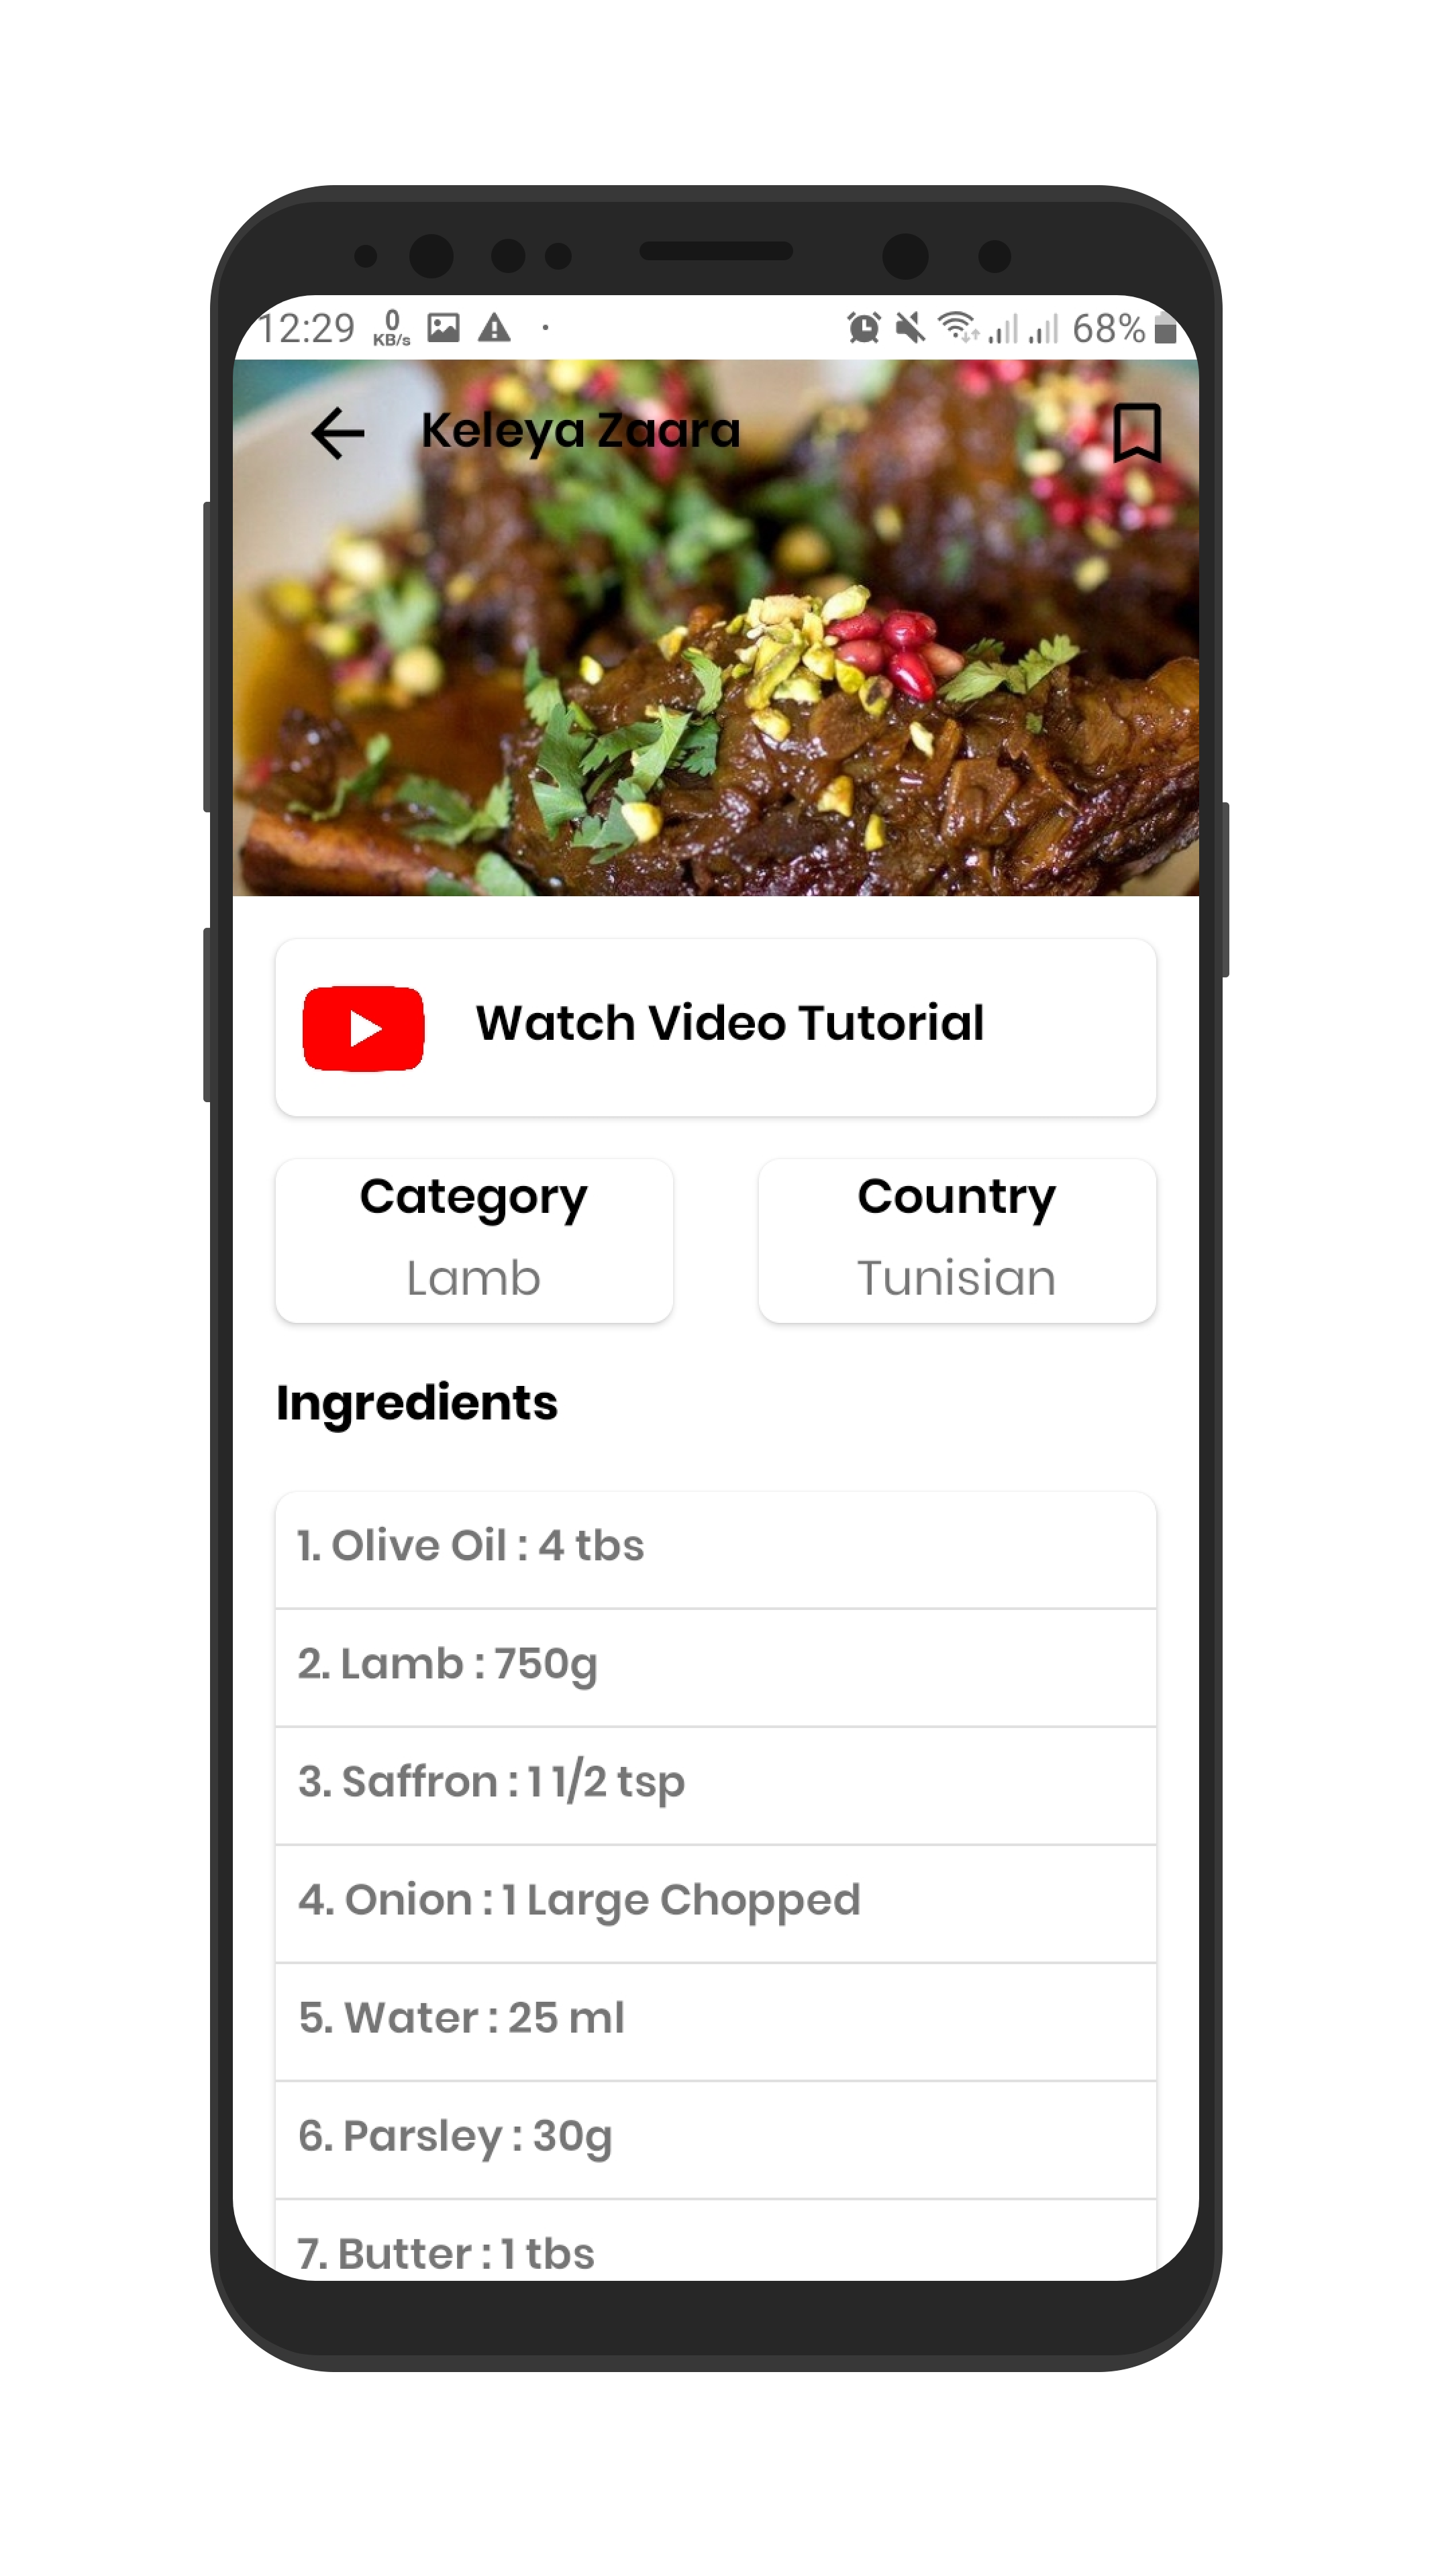 12:29 0 KB/s 68%
Keleya Zaara
Watch Video Tutorial
Category
Lamb
Country
Tunisian
Ingredients
1. Olive Oil : 4 tbs
2. Lamb : 750g
3. Saffron : 1 1/2 tsp
4. Onion : 1 Large Chopped
5. Water : 25 ml
6. Parsley : 30g
7. Butter : 1 tbs